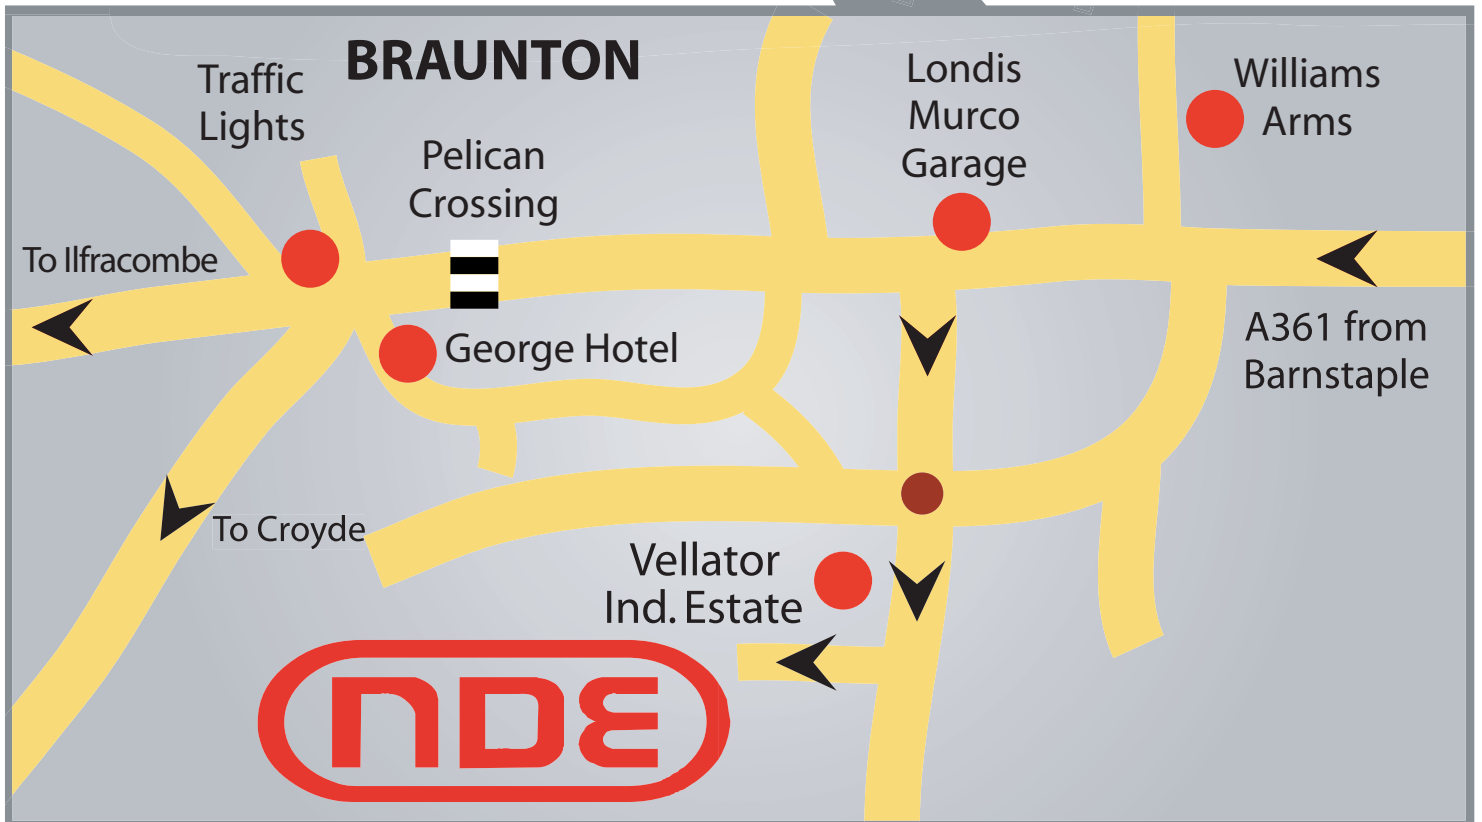 BRAUNTON
Traffic
Lights
Pelican
Crossing
Londis
Murco
Garage
Williams
Arms
To Ilfracombe
George Hotel
A361 from
Barnstaple
To Croyde
Vellator
Ind. Estate
NDE